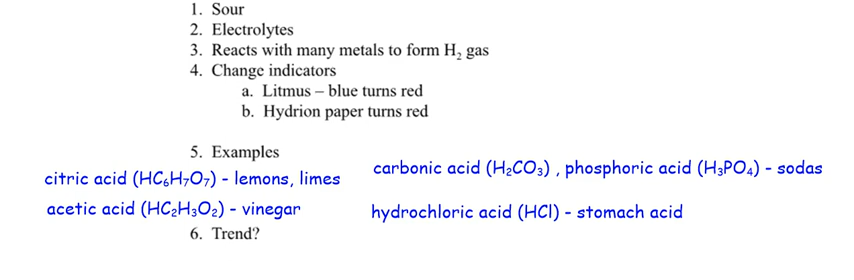 1. Sour
2. Electrolytes
3. Reacts with many metals to form H₂ gas
4. Change indicators
a. Litmus – blue turns red
b. Hydrion paper turns red
5. Examples
citric acid (HC₆H₇O₇) - lemons, limes
carbonic acid (H₂CO₃) , phosphoric acid (H₃PO₄) - sodas
acetic acid (HC₂H₃O₂) - vinegar
hydrochloric acid (HCl) - stomach acid
6. Trend?